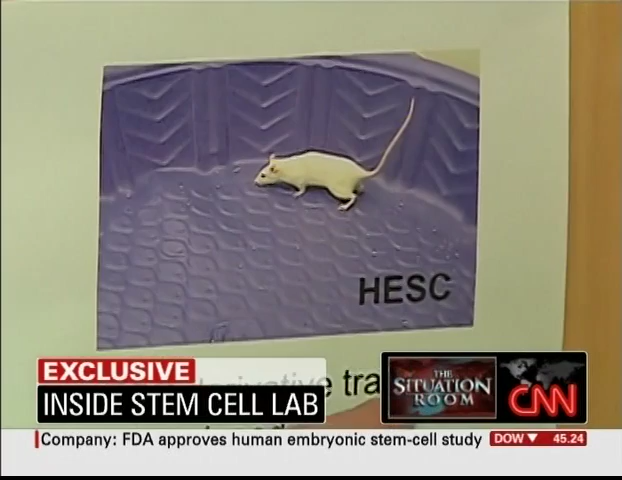 HESC
tra
EXCLUSIVE
INSIDE STEM CELL LAB
THE
SITUATION
ROOM
CNN
Company: FDA approves human embryonic stem-cell study
DOW ▼ 45.24